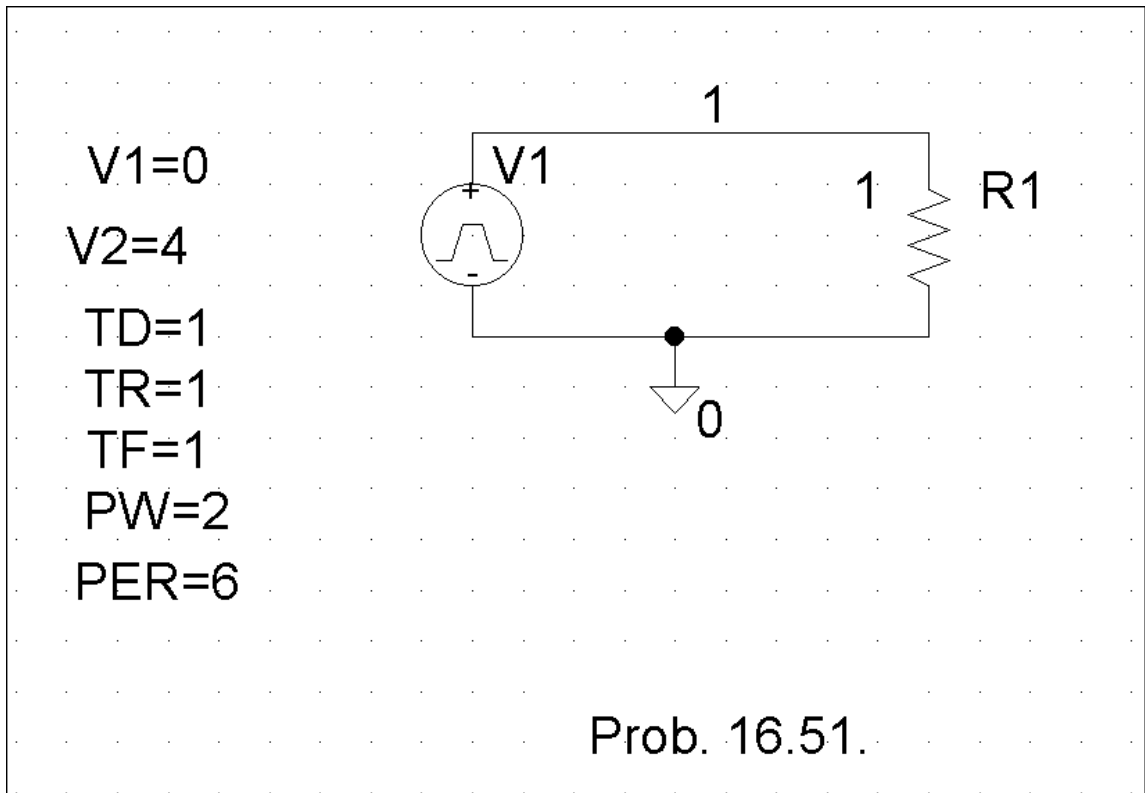 1
V1=0
V1
+
1
R1
V2=4
-
TD=1
TR=1
0
TF=1
PW=2
PER=6
Prob. 16.51.